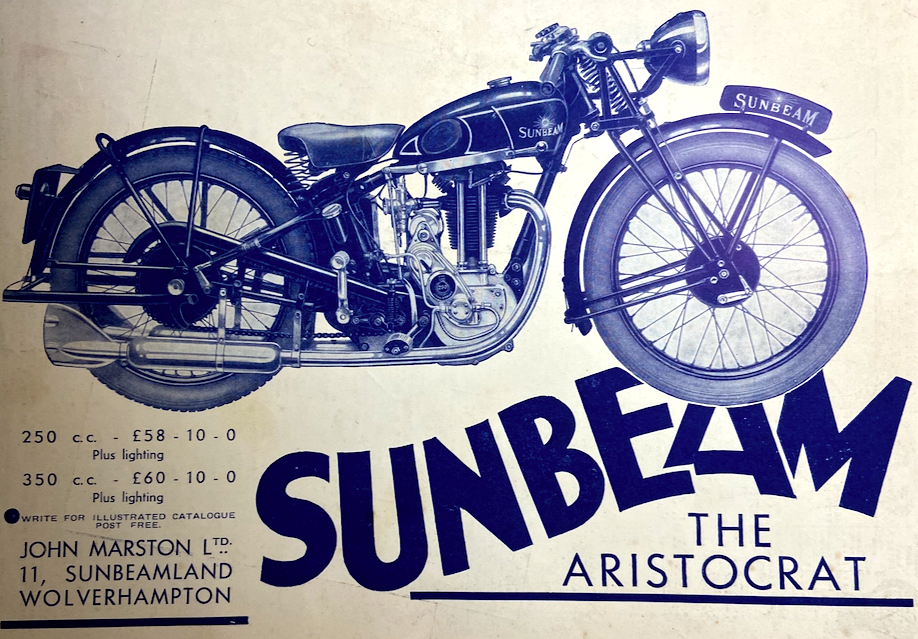 SUNBEAM
SUNBEAM
250 c.c. - £58 - 10 - 0
Plus lighting
350 c.c. - £60 - 10 - 0
Plus lighting
WRITE FOR ILLUSTRATED CATALOGUE
POST FREE.
JOHN MARSTON LTD.
11, SUNBEAMLAND
WOLVERHAMPTON
SUNBEAM
THE
ARISTOCRAT